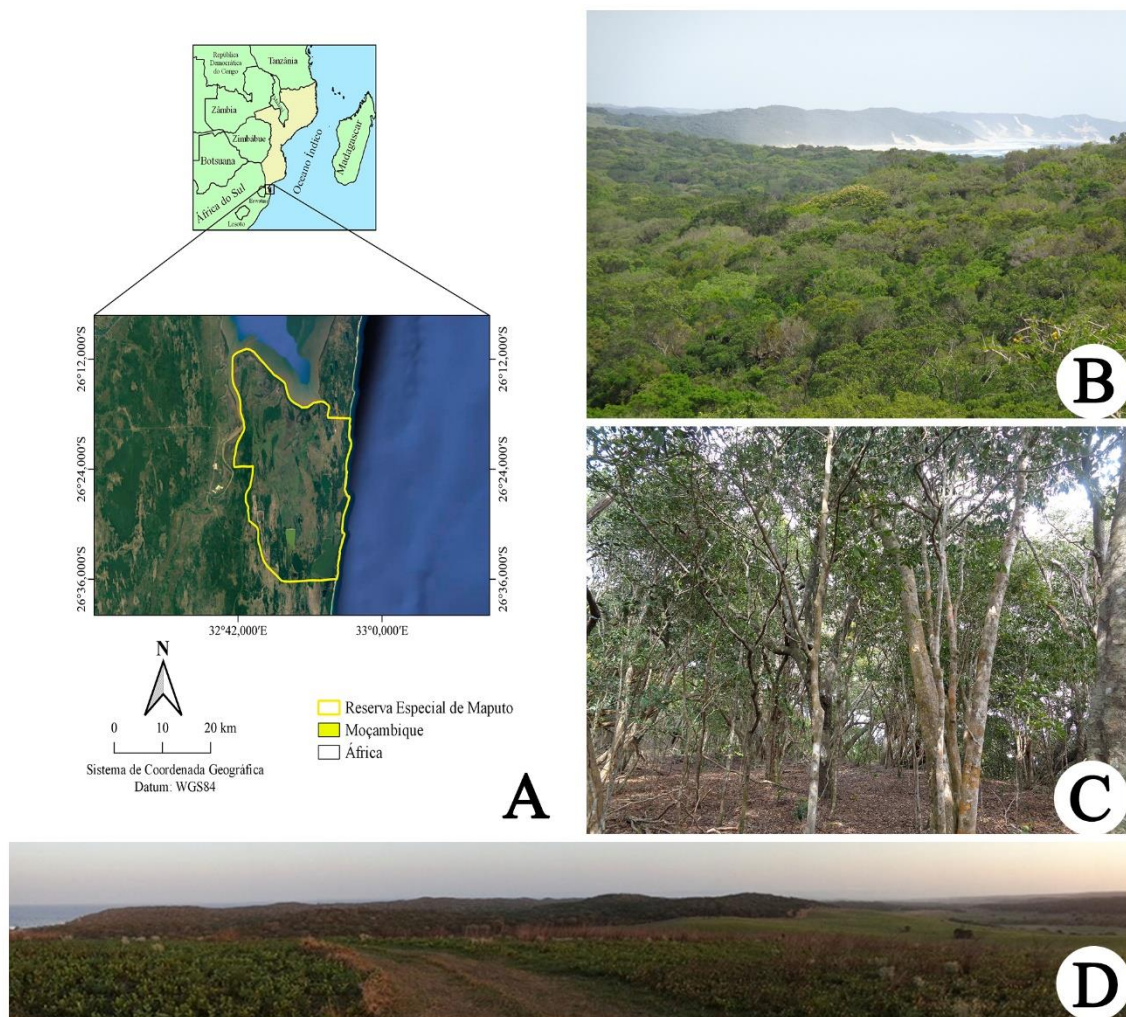 República
Democrática
do Congo
Tanzânia
Zâmbia
Zimbábue
Botsuana
Oceano Índico
Madagascar
África do Sul
Lesoto
26°12,000'S
26°12,000'S
26°24,000'S
26°24,000'S
26°36,000'S
26°36,000'S
32°42,000'E
33°0,000'E
N
0 10 20 km
Sistema de Coordenada Geográfica
Datum: WGS84
Reserva Especial de Maputo
Moçambique
África
A
B
C
D